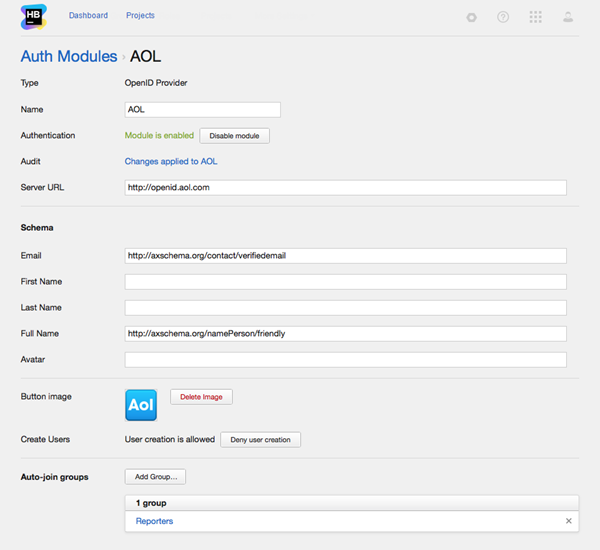 HB
Dashboard Projects
Auth Modules › AOL
Type OpenID Provider
Name AOL
Authentication Module is enabled Disable module
Audit Changes applied to AOL
Server URL http://openid.aol.com
Schema
Email http://axschema.org/contact/verifiedemail
First Name
Last Name
Full Name http://axschema.org/namePerson/friendly
Avatar
Button image Aol Delete Image
Create Users User creation is allowed Deny user creation
Auto-join groups Add Group...
1 group
Reporters